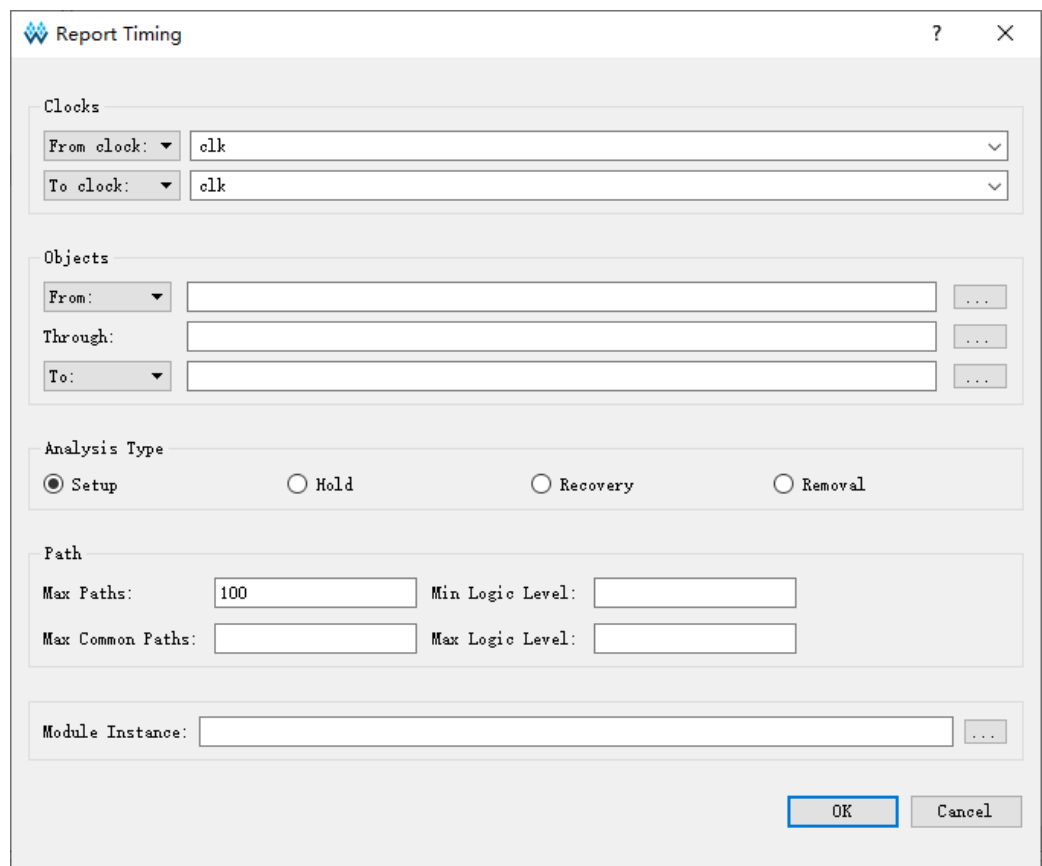 Report Timing ?
Clocks
From clock: clk
To clock: clk
Objects
From: ...
Through: ...
To: ...
Analysis Type
Setup Hold Recovery Removal
Path
Max Paths: 100 Min Logic Level:
Max Common Paths: Max Logic Level:
Module Instance: ...
OK Cancel